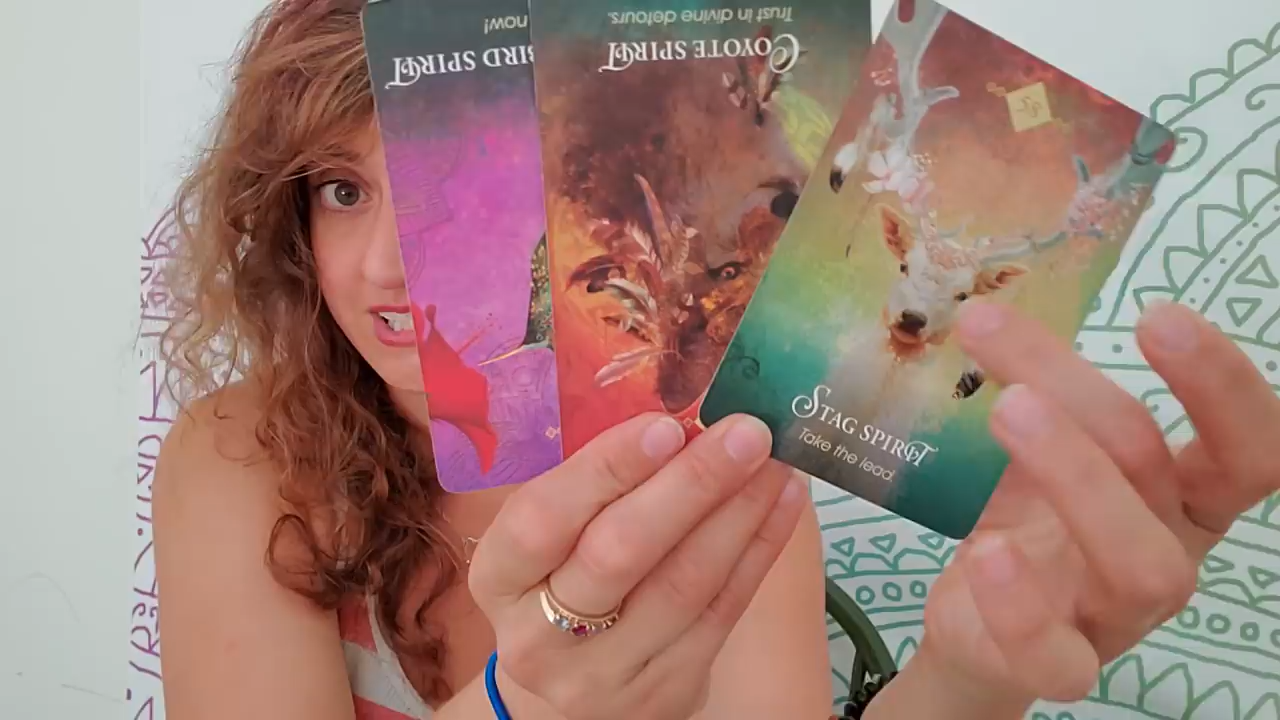 BIRD SPIRIT
now!
COYOTE SPIRIT
Trust in divine detours.
STAG SPIRIT
Take the lead.